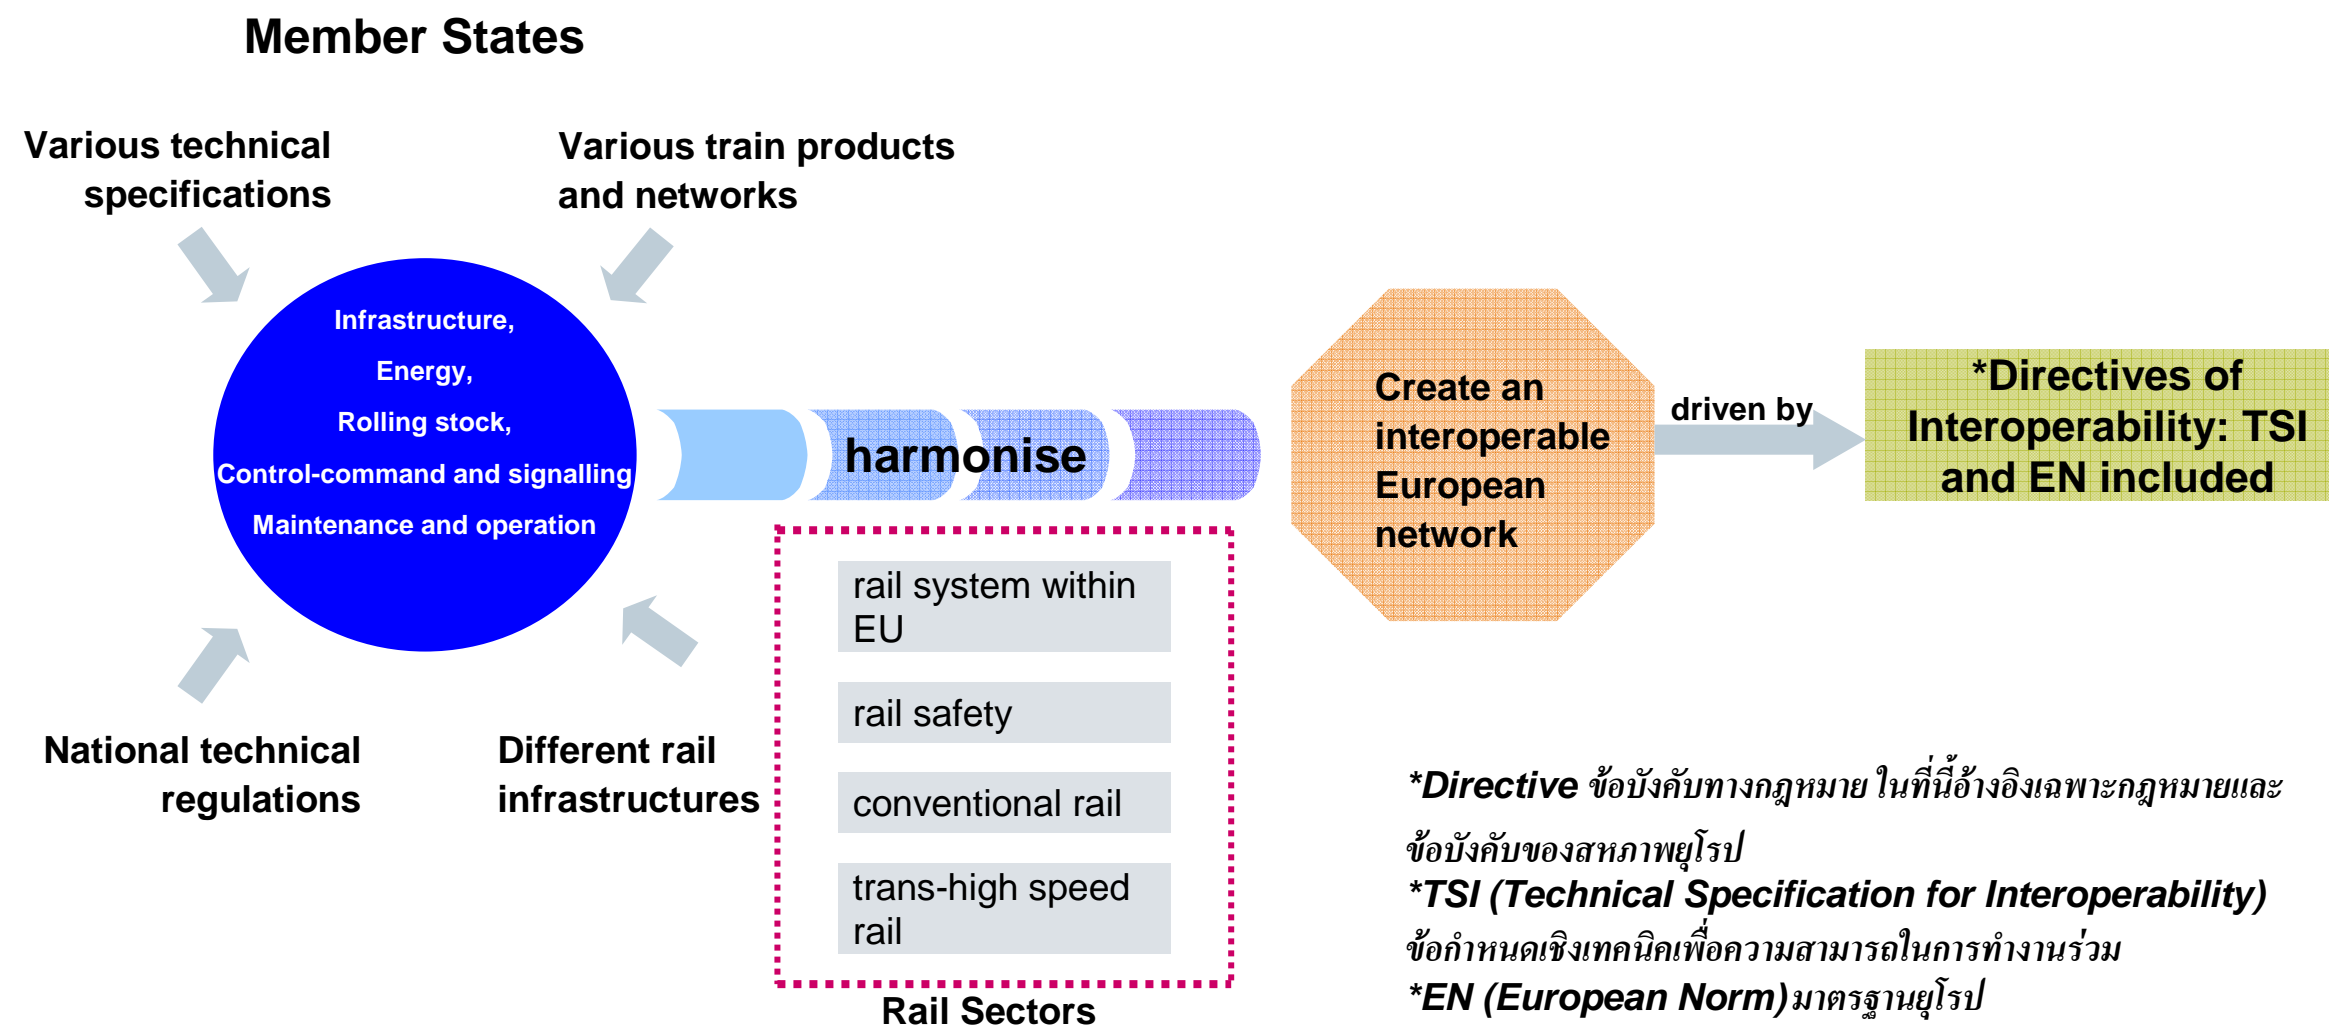 Member States
Various technical
specifications
Various train products
and networks
Infrastructure,
Energy,
Rolling stock,
Control-command and signalling
Maintenance and operation
National technical
regulations
Different rail
infrastructures
harmonise
rail system within
EU
rail safety
conventional rail
trans-high speed
rail
Rail Sectors
Create an
interoperable
European
network
driven by
*Directives of
Interoperability: TSI
and EN included
*Directive ข้อบังคับทางกฎหมาย ในที่นี้อ้างอิงเฉพาะกฎหมายและ
ข้อบังคับของสหภาพยุโรป
*TSI (Technical Specification for Interoperability)
ข้อกำหนดเชิงเทคนิคเพื่อความสามารถในการทำงานร่วม
*EN (European Norm) มาตรฐานยุโรป